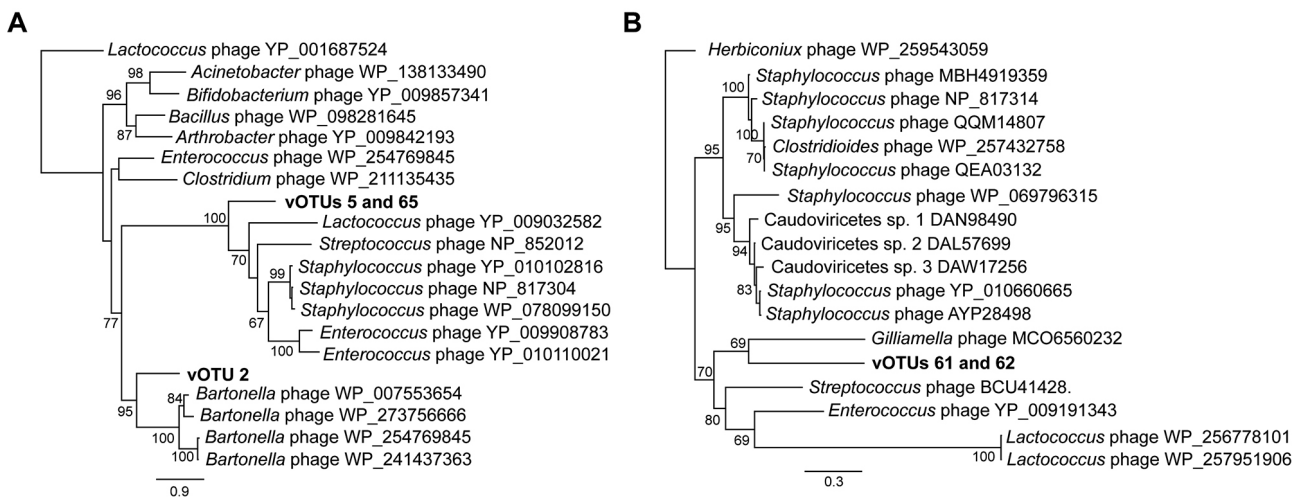 A
Lactococcus phage YP_001687524
98
Acinetobacter phage WP_138133490
96
Bifidobacterium phage YP_009857341
Bacillus phage WP_098281645
87
Arthrobacter phage YP_009842193
Enterococcus phage WP_254769845
Clostridium phage WP_211135435
vOTUs 5 and 65
100
Lactococcus phage YP_009032582
Streptococcus phage NP_852012
70
Staphylococcus phage YP_010102816
99
Staphylococcus phage NP_817304
Staphylococcus phage WP_078099150
77
67
Enterococcus phage YP_009908783
100
Enterococcus phage YP_010110021
vOTU 2
Bartonella phage WP_007553654
84
95
Bartonella phage WP_273756666
100
Bartonella phage WP_254769845
100
Bartonella phage WP_241437363
0.9
B
Herbiconiux phage WP_259543059
Staphylococcus phage MBH4919359
100
Staphylococcus phage NP_817314
Staphylococcus phage QQM14807
100
Clostridioides phage WP_257432758
95
70
Staphylococcus phage QEA03132
Staphylococcus phage WP_069796315
Caudoviricetes sp. 1 DAN98490
95
Caudoviricetes sp. 2 DAL57699
94
Caudoviricetes sp. 3 DAW17256
83
Staphylococcus phage YP_010660665
Staphylococcus phage AYP28498
Gilliamella phage MCO6560232
69
vOTUs 61 and 62
70
Streptococcus phage BCU41428.
Enterococcus phage YP_009191343
80
69
Lactococcus phage WP_256778101
100
Lactococcus phage WP_257951906
0.3